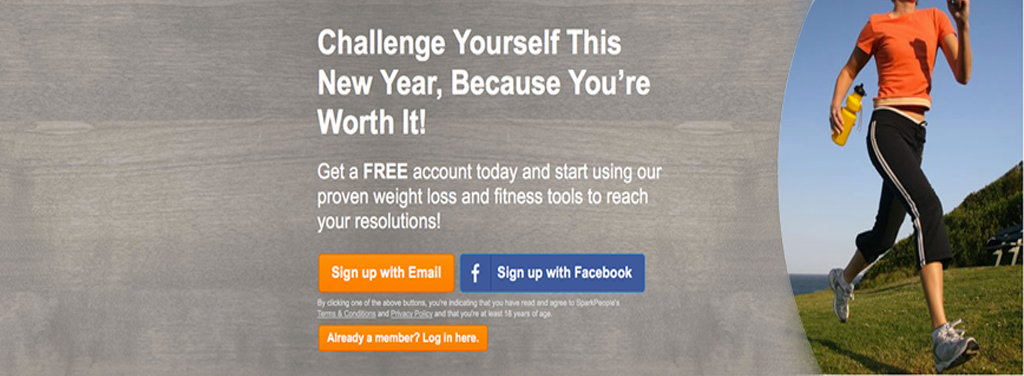 Challenge Yourself This
New Year, Because You're
Worth It!
Get a FREE account today and start using our
proven weight loss and fitness tools to reach
your resolutions!
Sign up with Email
f Sign up with Facebook
By clicking one of the above buttons, you're indicating that you have read and agree to SparkPeople's
Terms & Conditions and Privacy Policy and that you're at least 18 years of age.
Already a member? Log in here.